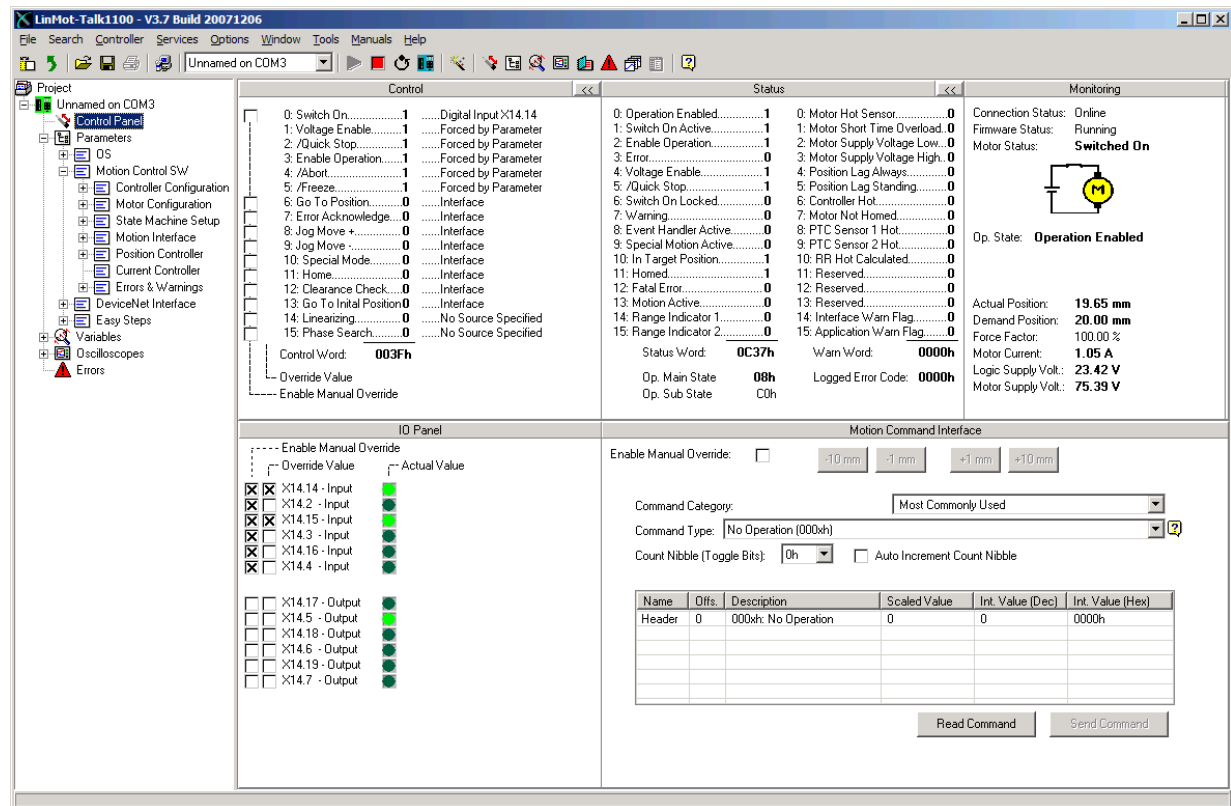 LinMot-Talk1100 - V3.7 Build 20071206
File Search Controller Services Options Window Tools Manuals Help
Unnamed on COM3
Project
Unnamed on COM3
Control Panel
Parameters
OS
Motion Control SW
Controller Configuration
Motor Configuration
State Machine Setup
Motion Interface
Position Controller
Current Controller
Errors & Warnings
DeviceNet Interface
Easy Steps
Variables
Oscilloscopes
Errors
Control <<
0: Switch On.........1 ......Digital Input X14.14
1: Voltage Enable.........1 ......Forced by Parameter
2: /Quick Stop.........1 ......Forced by Parameter
3: Enable Operation.........1 ......Forced by Parameter
4: /Abort.........1 ......Forced by Parameter
5: /Freeze.........1 ......Forced by Parameter
6: Go To Position.........0 ......Interface
7: Error Acknowledge....0 ......Interface
8: Jog Move +.........0 ......Interface
9: Jog Move -.........0 ......Interface
10: Special Mode.........0 ......Interface
11: Home.........0 ......Interface
12: Clearance Check....0 ......Interface
13: Go To Inital Position 0 ......Interface
14: Linearizing.........0 ......No Source Specified
15: Phase Search.........0 ......No Source Specified
Control Word: 003Fh
Override Value
Enable Manual Override
Status <<
0: Operation Enabled.........1
1: Switch On Active.........1
2: Enable Operation.........1
3: Error.........0
4: Voltage Enable.........1
5: /Quick Stop.........1
6: Switch On Locked.........0
7: Warning.........0
8: Event Handler Active.........0
9: Special Motion Active.........0
10: In Target Position.........1
11: Homed.........1
12: Fatal Error.........0
13: Motion Active.........0
14: Range Indicator 1.........0
15: Range Indicator 2.........0
Status Word: 0C37h
Op. Main State 08h
Op. Sub State C0h
0: Motor Hot Sensor.........0
1: Motor Short Time Overload..0
2: Motor Supply Voltage Low...0
3: Motor Supply Voltage High..0
4: Position Lag Always.........0
5: Position Lag Standing.........0
6: Controller Hot.........0
7: Motor Not Homed.........0
8: PTC Sensor 1 Hot.........0
9: PTC Sensor 2 Hot.........0
10: RR Hot Calculated.........0
11: Reserved.........0
12: Reserved.........0
13: Reserved.........0
14: Interface Warn Flag.........0
15: Application Warn Flag.........0
Warn Word: 0000h
Logged Error Code: 0000h
Monitoring
Connection Status: Online
Firmware Status: Running
Motor Status: Switched On
M
Op. State: Operation Enabled
Actual Position: 19.65 mm
Demand Position: 20.00 mm
Force Factor: 100.00 %
Motor Current: 1.05 A
Logic Supply Volt.: 23.42 V
Motor Supply Volt.: 75.39 V
IO Panel
Enable Manual Override
Override Value Actual Value
X14.14 - Input
X14.2 - Input
X14.15 - Input
X14.3 - Input
X14.16 - Input
X14.4 - Input
X14.17 - Output
X14.5 - Output
X14.18 - Output
X14.6 - Output
X14.19 - Output
X14.7 - Output
Motion Command Interface
Enable Manual Override: -10 mm -1 mm +1 mm +10 mm
Command Category: Most Commonly Used
Command Type: No Operation (000xh)
Count Nibble (Toggle Bits): 0h Auto Increment Count Nibble
Name Offs. Description Scaled Value Int. Value (Dec) Int. Value (Hex)
Header 0 000xh: No Operation 0 0 0000h
Read Command Send Command